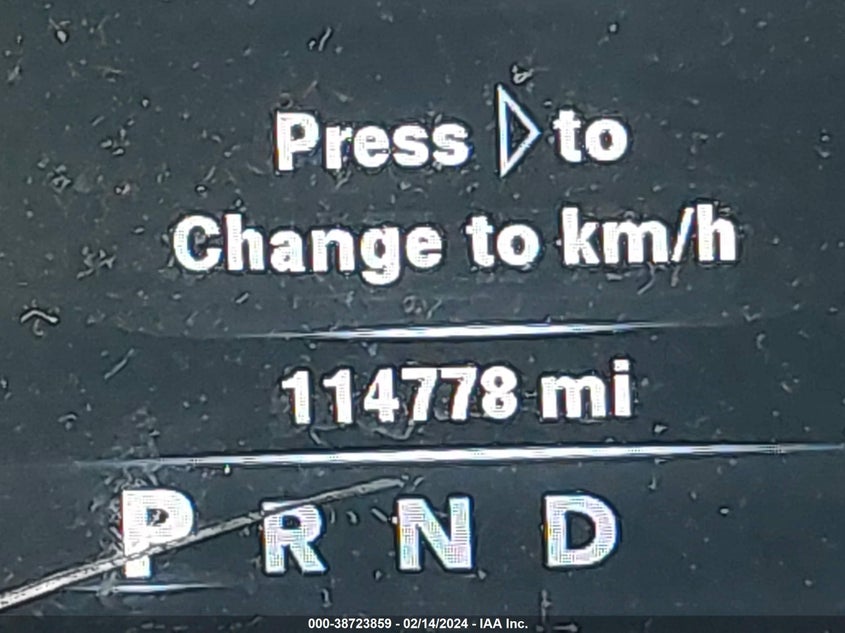 Press ▷ to
Change to km/h
114778 mi
P R N D
000-38723859 - 02/14/2024 - IAA Inc.